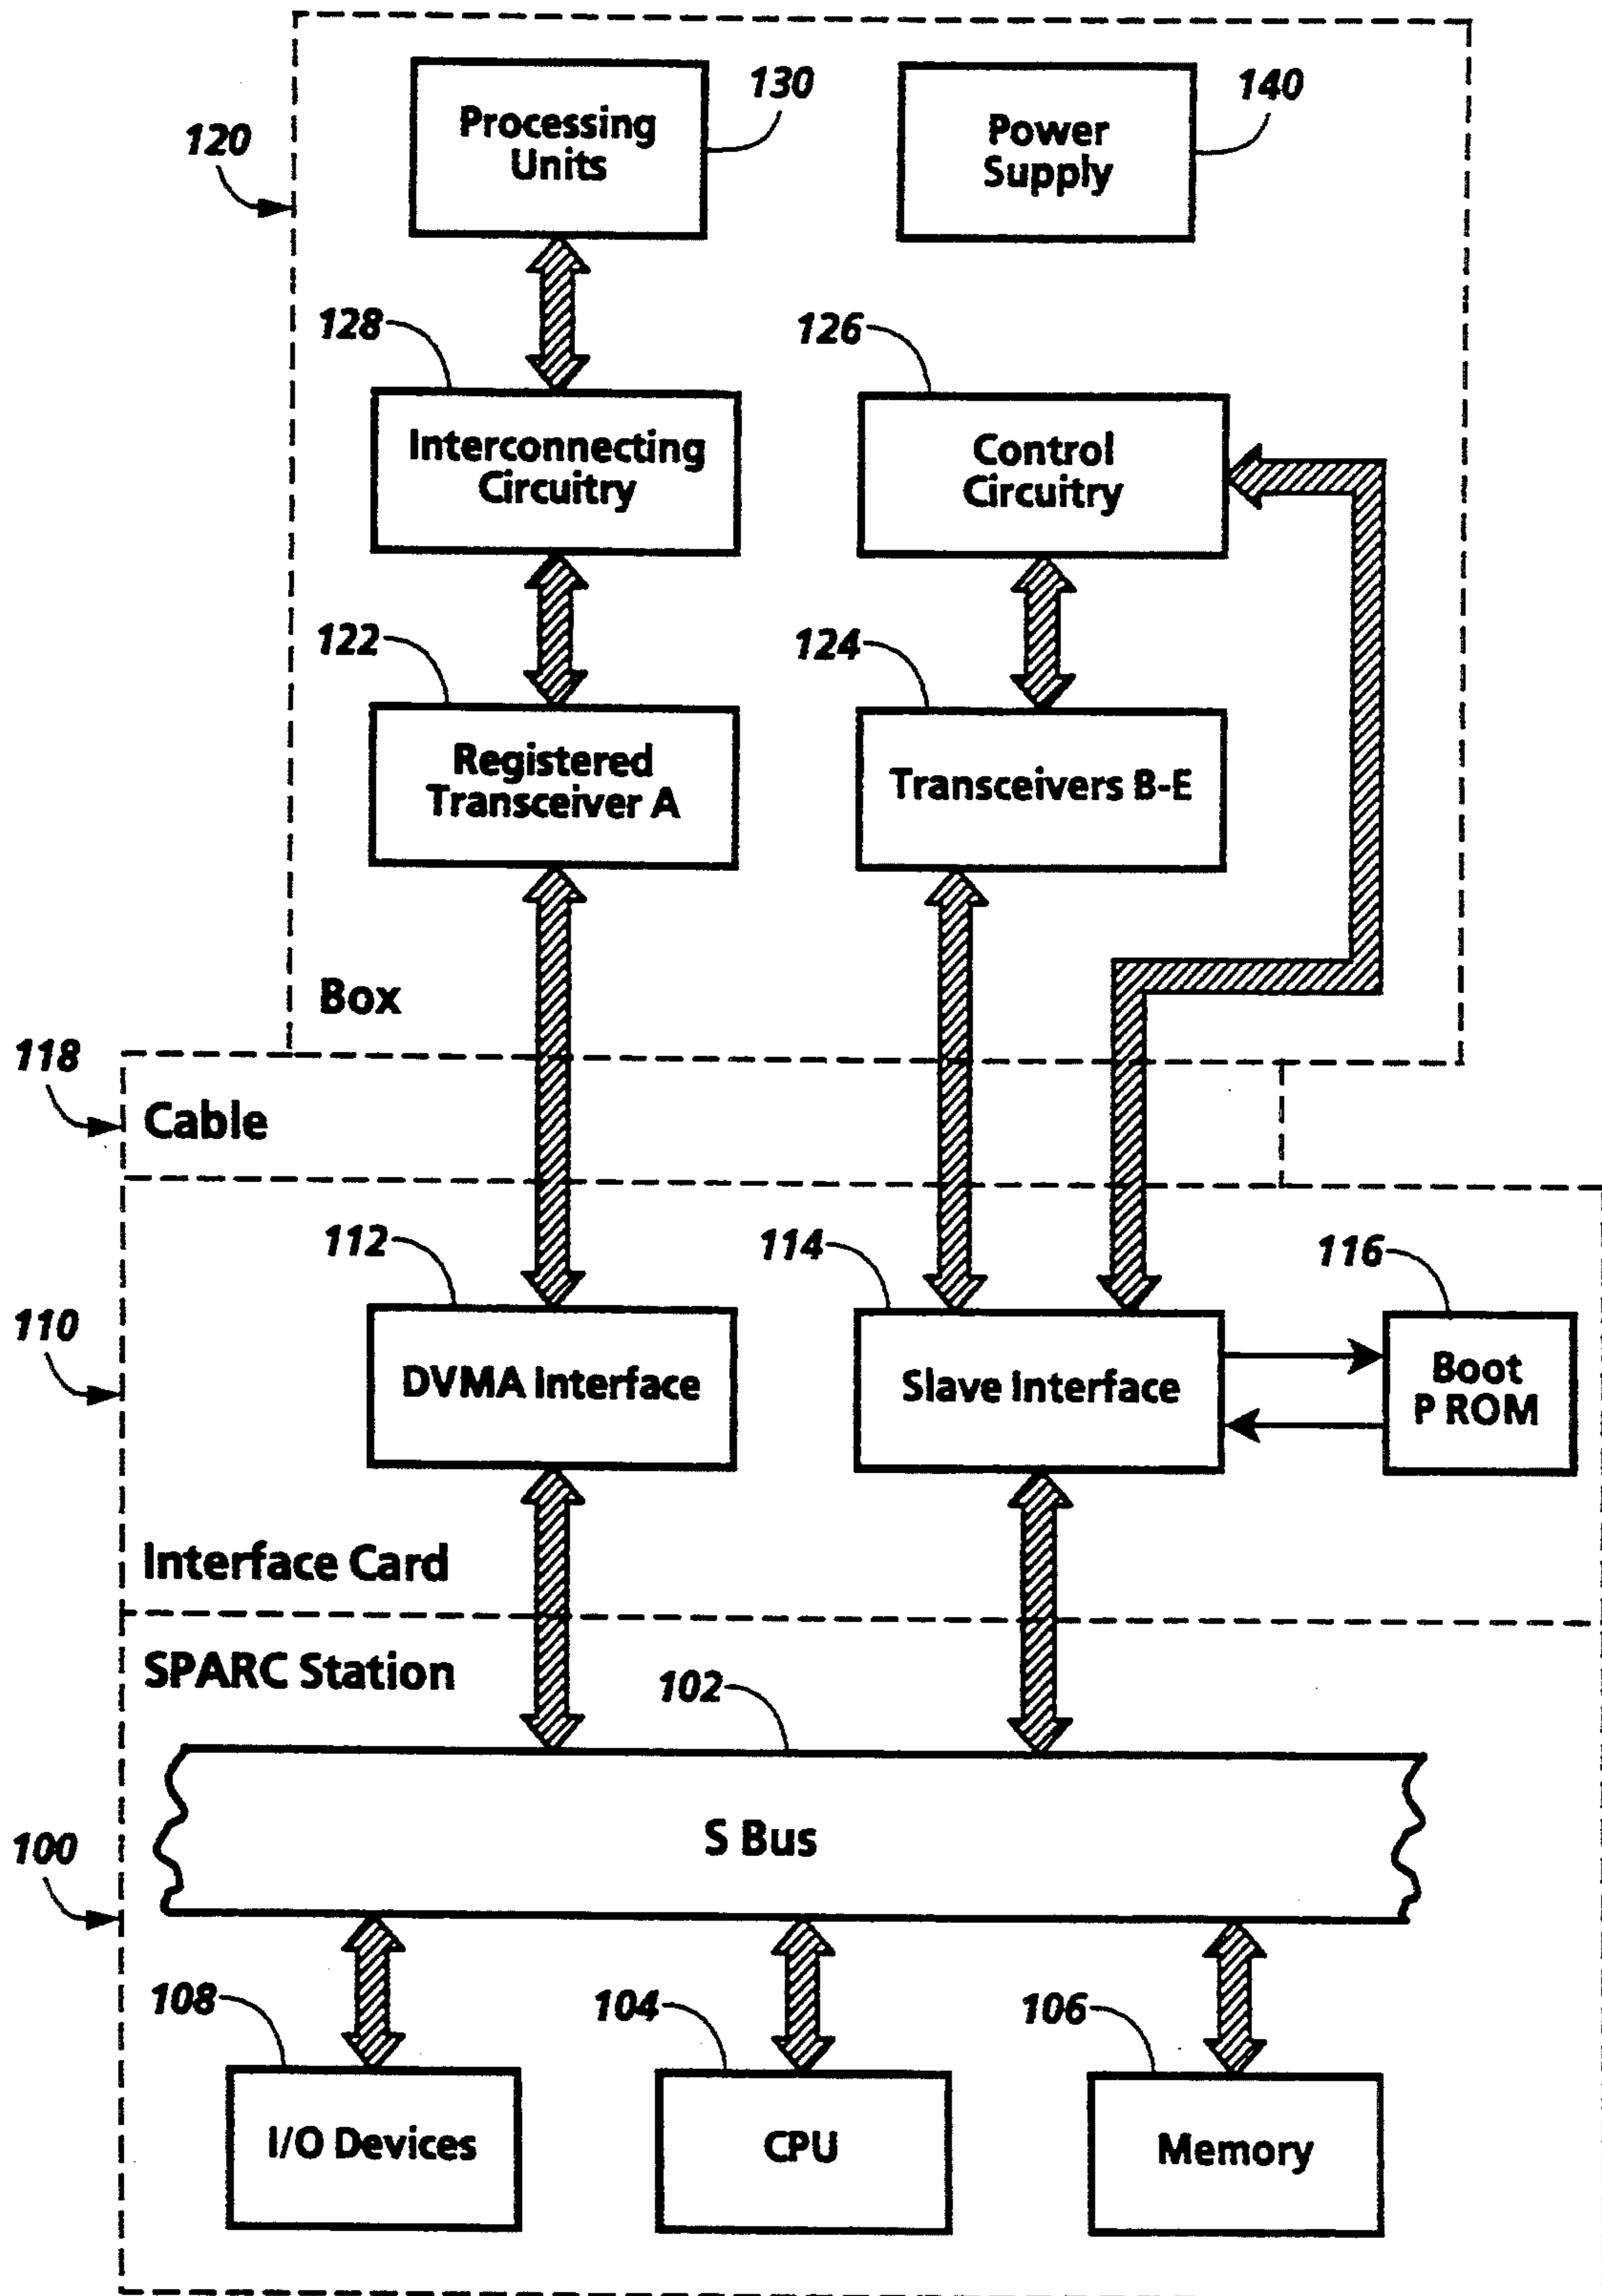 130
140
120
Processing
Units
Power
Supply
128
126
Interconnecting
Circuitry
Control
Circuitry
122
124
Registered
Transceiver A
Transceivers B-E
Box
118
Cable
112
114
116
110
DVMA Interface
Slave Interface
Boot
P ROM
Interface Card
SPARC Station
102
S Bus
100
108
104
106
I/O Devices
CPU
Memory